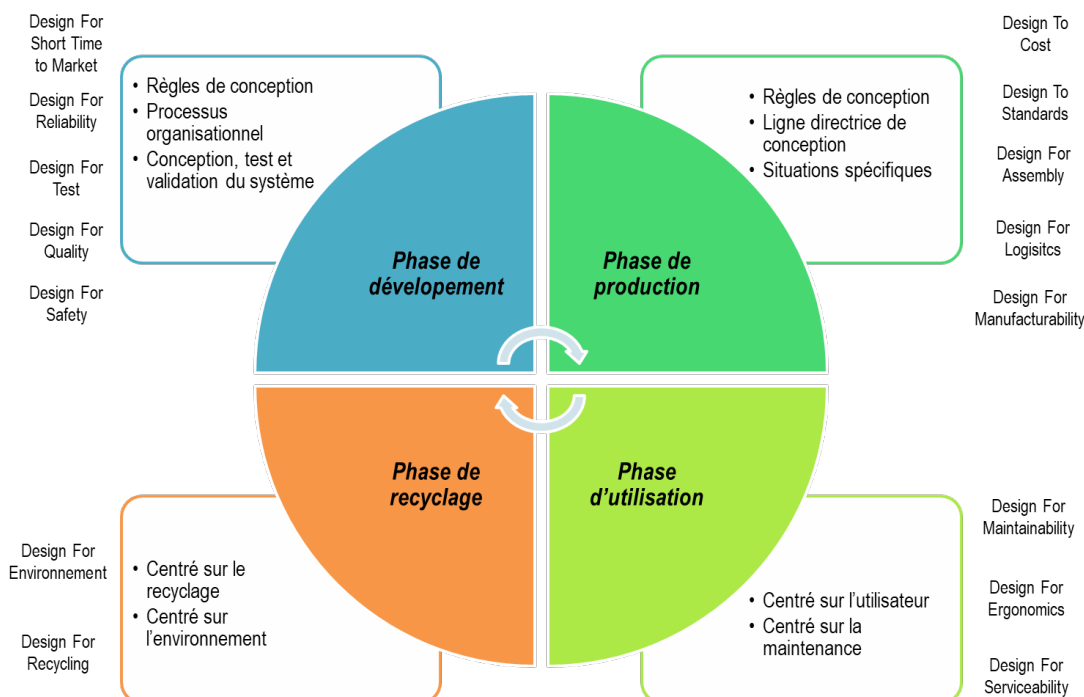 Design For
Short Time
to Market
Design For
Reliability
Design For
Test
Design For
Quality
Design For
Safety
• Règles de conception
• Processus
organisationnel
• Conception, test et
validation du système
Phase de
dévelopement
Phase de
production
• Règles de conception
• Ligne directrice de
conception
• Situations spécifiques
Design To
Cost
Design To
Standards
Design For
Assembly
Design For
Logisitcs
Design For
Manufacturability
Design For
Environnement
Design For
Recycling
• Centré sur le
recyclage
• Centré sur
l’environnement
Phase de
recyclage
Phase
d’utilisation
• Centré sur l’utilisateur
• Centré sur la
maintenance
Design For
Maintainability
Design For
Ergonomics
Design For
Serviceability